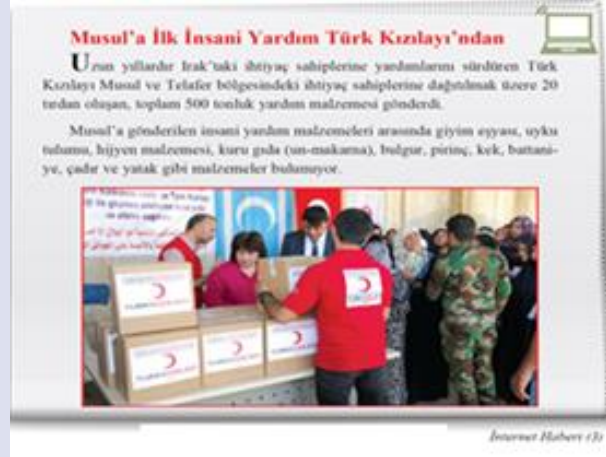 Musul'a İlk İnsani Yardım Türk Kızılayı'ndan
Uzun yıllardır Irak'taki ihtiyaç sahiplerine yardımlarını sürdüren Türk
Kızılayı Musul ve Telafer bölgesindeki ihtiyaç sahiplerine dağıtılmak üzere 20
tırdan oluşan, toplam 500 tonluk yardım malzemesi gönderdi.
Musul'a gönderilen insani yardım malzemeleri arasında giyim eşyası, uyku
tulumu, hijyen malzemesi, kuru gıda (un-makarna), bulgur, pirinç, kek, battani-
ye, çadır ve yatak gibi malzemeler bulunuyor.
İnternet Haberi (3)